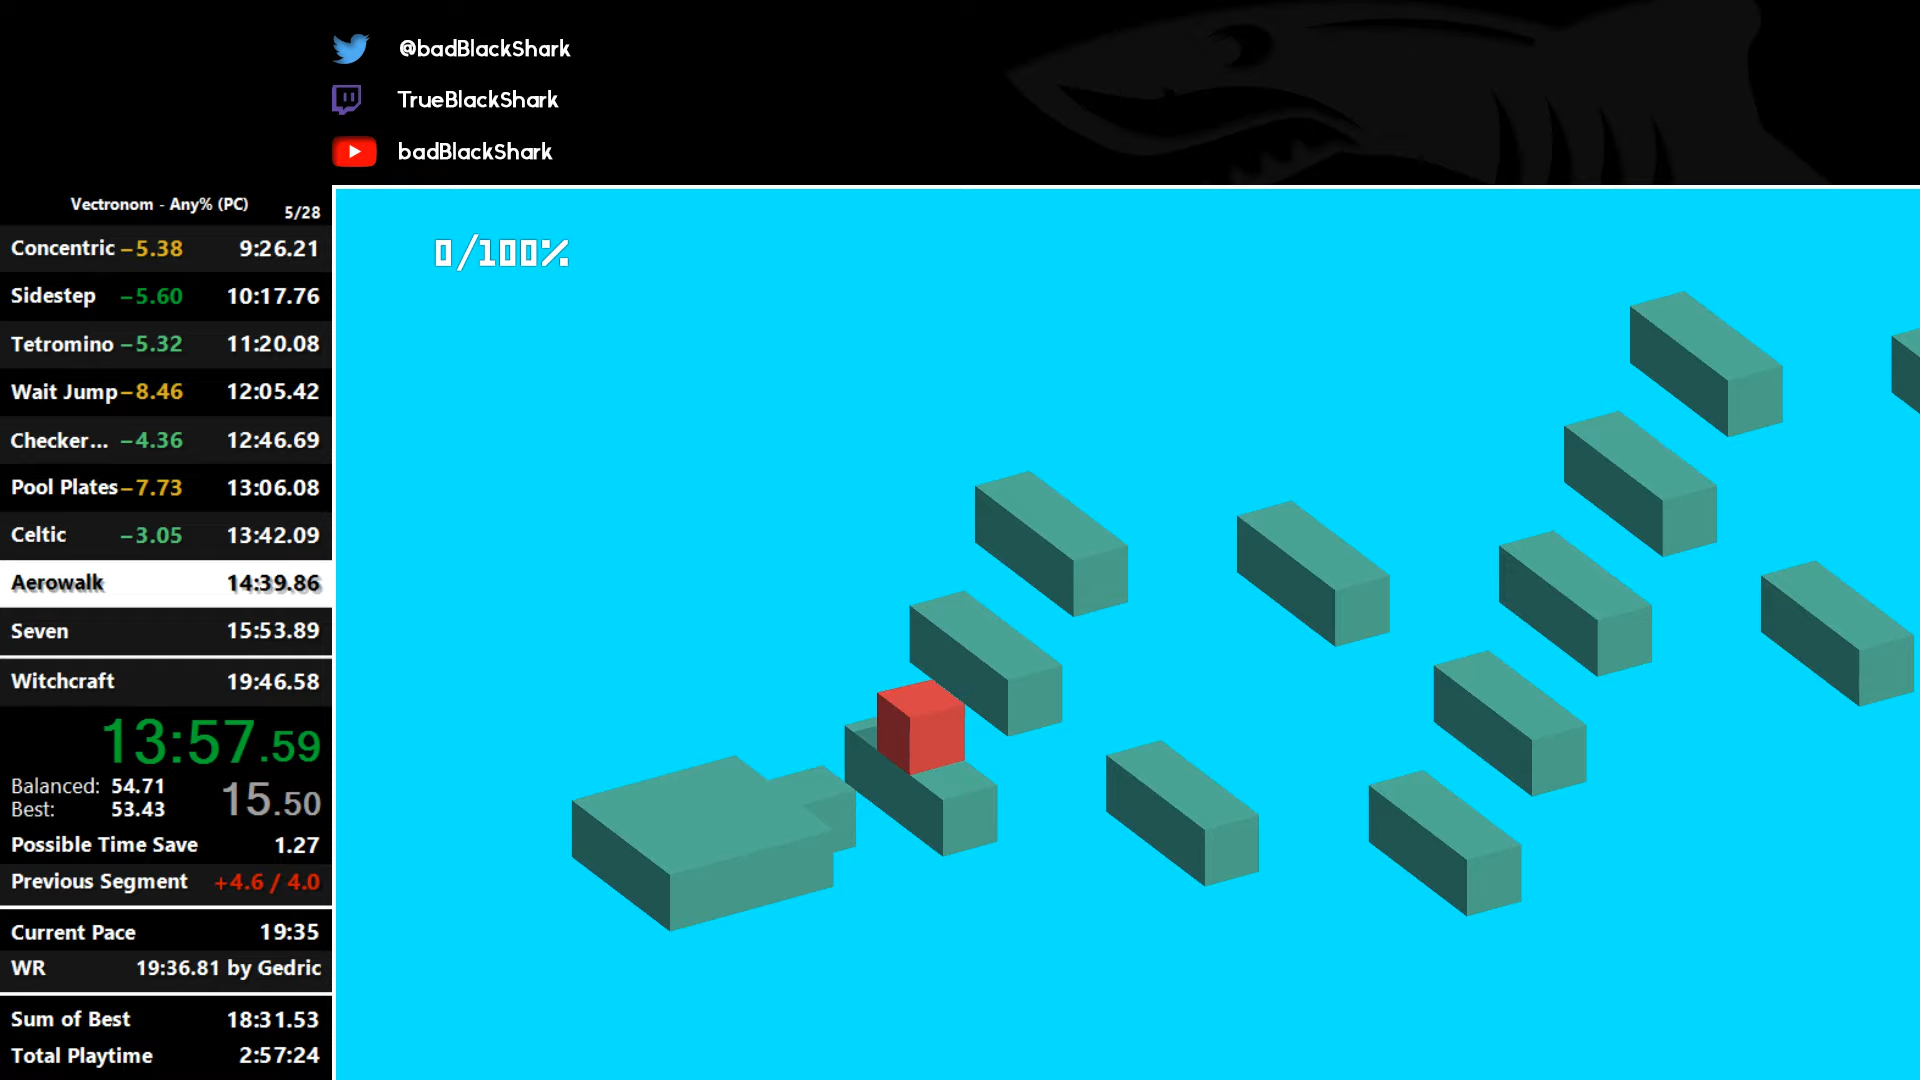 @badBlackShark
TrueBlackShark
badBlackShark
Vectronom - Any% (PC)
5/28
Concentric −5.38 9:26.21
Sidestep −5.60 10:17.76
Tetromino −5.32 11:20.08
Wait Jump −8.46 12:05.42
Checker... −4.36 12:46.69
Pool Plates −7.73 13:06.08
Celtic −3.05 13:42.09
Aerowalk 14:39.86
Seven 15:53.89
Witchcraft 19:46.58
13:57.59
Balanced: 54.71
Best: 53.43
15.50
Possible Time Save 1.27
Previous Segment +4.6 / 4.0
Current Pace 19:35
WR 19:36.81 by Gedric
Sum of Best 18:31.53
Total Playtime 2:57:24
0/100%